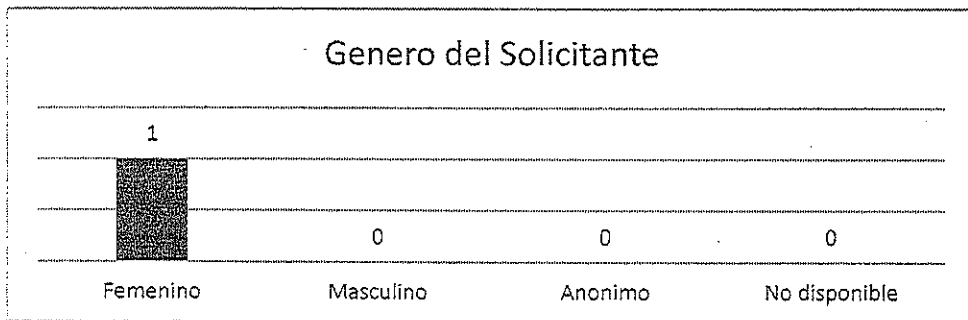 Genero del Solicitante
1
0 0 0
Femenino Masculino Anonimo No disponible